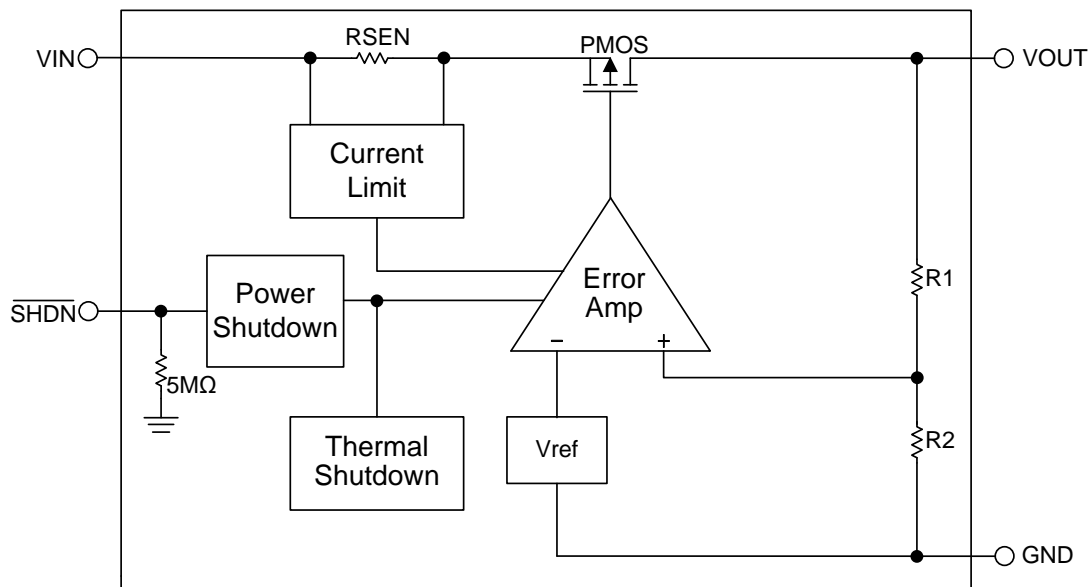 RSEN
PMOS
VIN
VOUT
Current
Limit
Error
Amp
R1
SHDN
Power
Shutdown
5MΩ
− +
Thermal
Shutdown
Vref
R2
GND